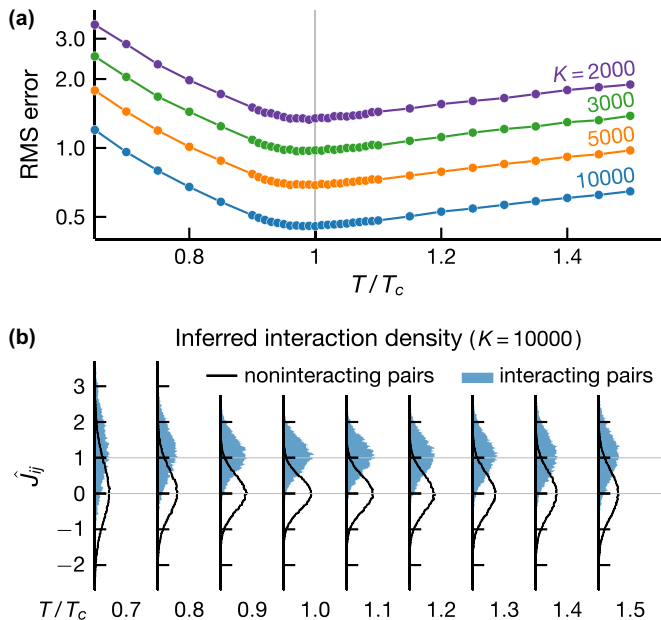 (a)
3.0
2.0
1.0
0.5
RMS error
K = 2000
3000
5000
10000
0.8 1 1.2 1.4
T / Tc
(b)
Inferred interaction density (K = 10000)
noninteracting pairs interacting pairs
3
2
1
0
−1
−2
Ĵij
T / Tc 0.7 0.8 0.9 1.0 1.1 1.2 1.3 1.4 1.5